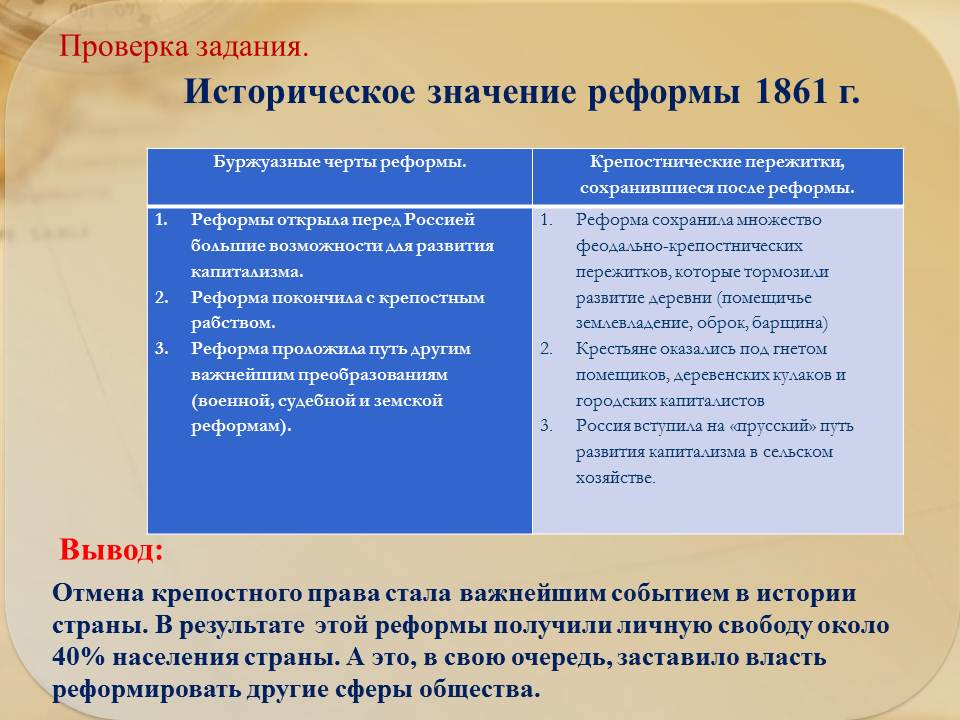 Проверка задания.
Историческое значение реформы 1861 г.
Буржуазные черты реформы.
Крепостнические пережитки,
сохранившиеся после реформы.
1. Реформы открыла перед Россией
большие возможности для развития
капитализма.
2. Реформа покончила с крепостным
рабством.
3. Реформа проложила путь другим
важнейшим преобразованиям
(военной, судебной и земской
реформам).
1. Реформа сохранила множество
феодально-крепостнических
пережитков, которые тормозили
развитие деревни (помещичье
землевладение, оброк, барщина)
2. Крестьяне оказались под гнетом
помещиков, деревенских кулаков и
городских капиталистов
3. Россия вступила на «прусский» путь
развития капитализма в сельском
хозяйстве.
Вывод:
Отмена крепостного права стала важнейшим событием в истории
страны. В результате этой реформы получили личную свободу около
40% населения страны. А это, в свою очередь, заставило власть
реформировать другие сферы общества.